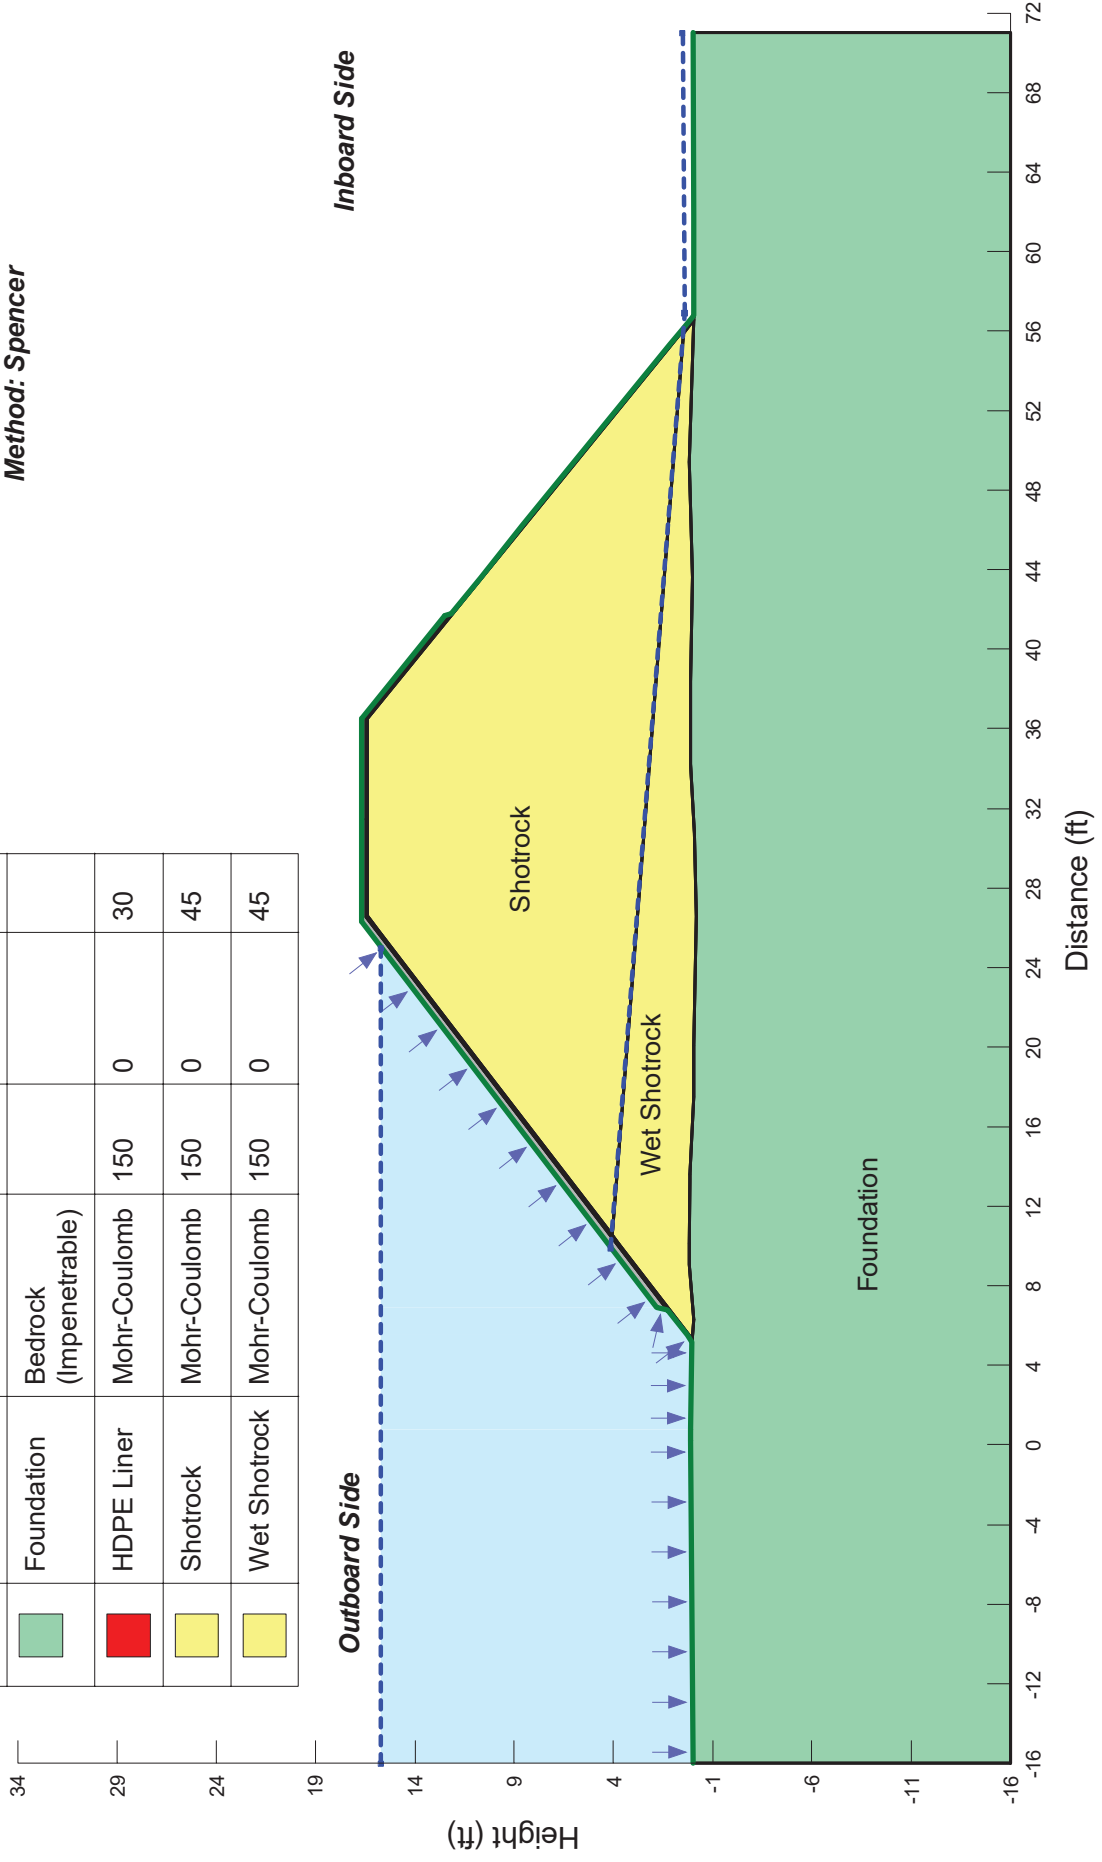 Method: Spencer
Foundation Bedrock
(Impenetrable)
HDPE Liner Mohr-Coulomb 150 0 30
Shotrock Mohr-Coulomb 150 0 45
Wet Shotrock Mohr-Coulomb 150 0 45
Outboard Side
Inboard Side
Shotrock
Wet Shotrock
Foundation
Height (ft)
34
29
24
19
14
9
4
-1
-6
-11
-16
-16 -12 -8 -4 0 4 8 12 16 20 24 28 32 36 40 44 48 52 56 60 64 68 72
Distance (ft)